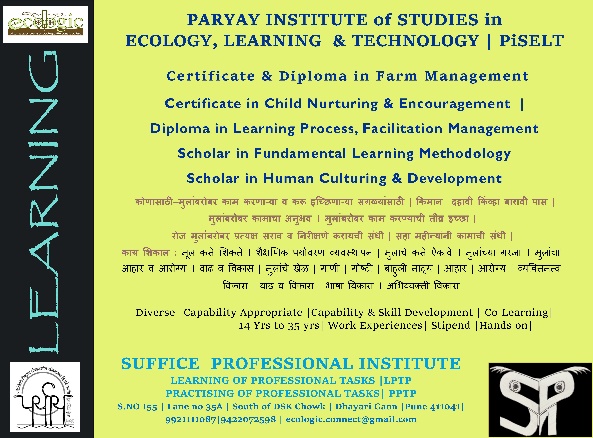 ecologic
LEARNING
PARYAY INSTITUTE of STUDIES in
ECOLOGY, LEARNING & TECHNOLOGY | PiSELT
Certificate & Diploma in Farm Management
Certificate in Child Nurturing & Encouragement |
Diploma in Learning Process, Facilitation Management
Scholar in Fundamental Learning Methodology
Scholar in Human Culturing & Development
कोणासाठी–मुलांबरोबर काम करणाऱ्या व करू इच्छिणाऱ्या सगळ्यांसाठी | किमान दहावी किंव्हा बारावी पास |
मुलांबरोबर कामाचा अनुभव | मुलांबरोबर काम करण्याची तीव्र इच्छा |
रोज मुलांबरोबर प्रत्यक्ष सराव व निरीक्षणे करायची संधी | सहा महीन्यांनी कामाची संधी |
काय शिकाल : मूल कसे शिकते | शैक्षणिक पर्यावरण व्यवस्थापन | मुलाचे कसे ऐकावे | मुलांच्या गरजा | मुलांचा
आहार व आरोग्य | वाढ व विकास | मुलांचे खेळ | गाणी | गोष्टी | बाहुली नाट्य | आहार | आरोग्य व्यक्तिमत्त्व
विकास वाढ व विकास भाषा विकास | अभिव्यक्ती विकास
Diverse Capability Appropriate |Capability & Skill Development | Co Learning|
14 Yrs to 35 yrs| Work Experiences| Stipend |Hands on|
SUFFICE PROFESSIONAL INSTITUTE
LEARNING OF PROFESSIONAL TASKS |LPTP
PRACTISING OF PROFESSIONAL TASKS| PPTP
S.NO 155 | Lane no 35A | South of DSK Chowk | Dhayari Gaon |Pune 411041|
9921111087|9422072598 | ecologic.connect@gmail.com